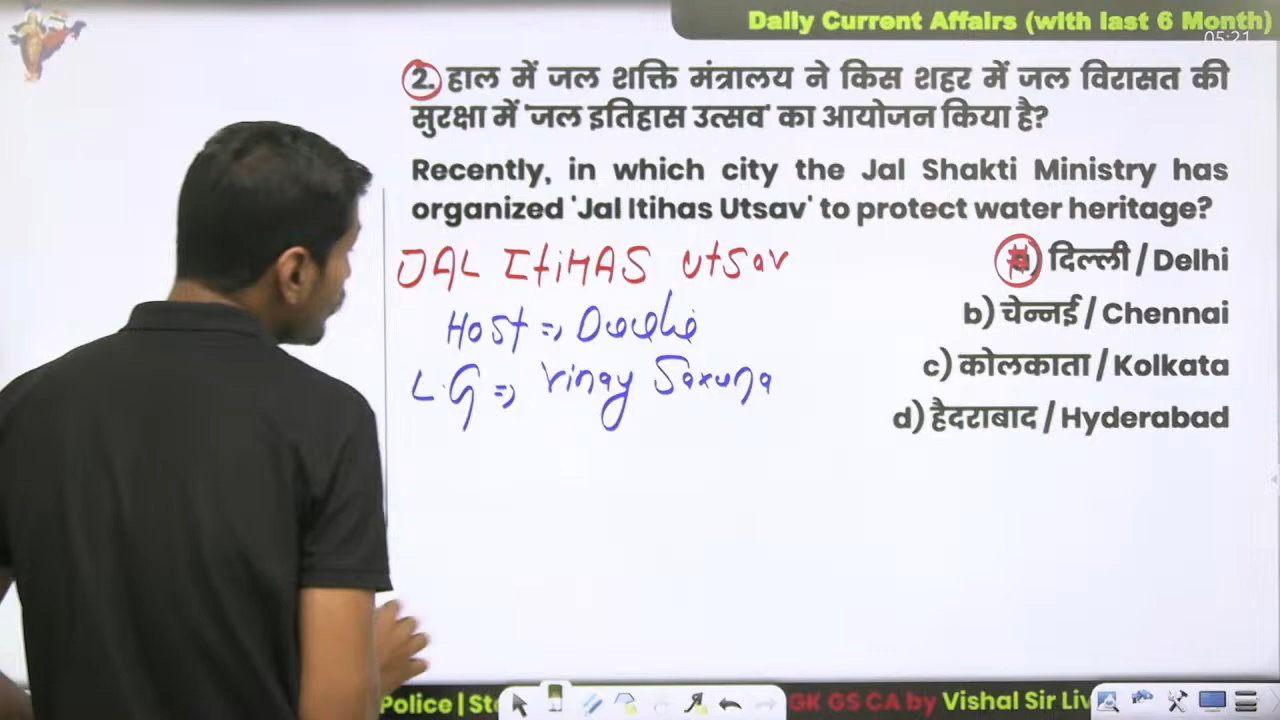 Daily Current Affairs (with last 6 Month)
05:21
2. हाल में जल शक्ति मंत्रालय ने किस शहर में जल विरासत की
सुरक्षा में 'जल इतिहास उत्सव' का आयोजन किया है?
Recently, in which city the Jal Shakti Ministry has
organized 'Jal Itihas Utsav' to protect water heritage?
JAL ItiHAS Utsav
a) दिल्ली / Delhi
Host =>
b) चेन्नई / Chennai
L.G => Vinay Saxena
c) कोलकाता / Kolkata
d) हैदराबाद / Hyderabad
Police |
GK GS CA by Vishal Sir